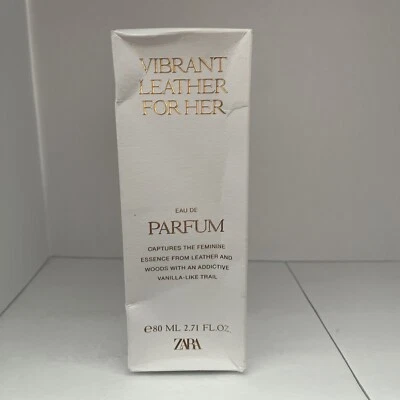 VIBRANT
LEATHER
FOR HER
EAU DE
PARFUM
CAPTURES THE FEMININE
ESSENCE FROM LEATHER AND
WOODS WITH AN ADDICTIVE
VANILLA-LIKE TRAIL
℮80 ML 2.71 FL.OZ
ZARA